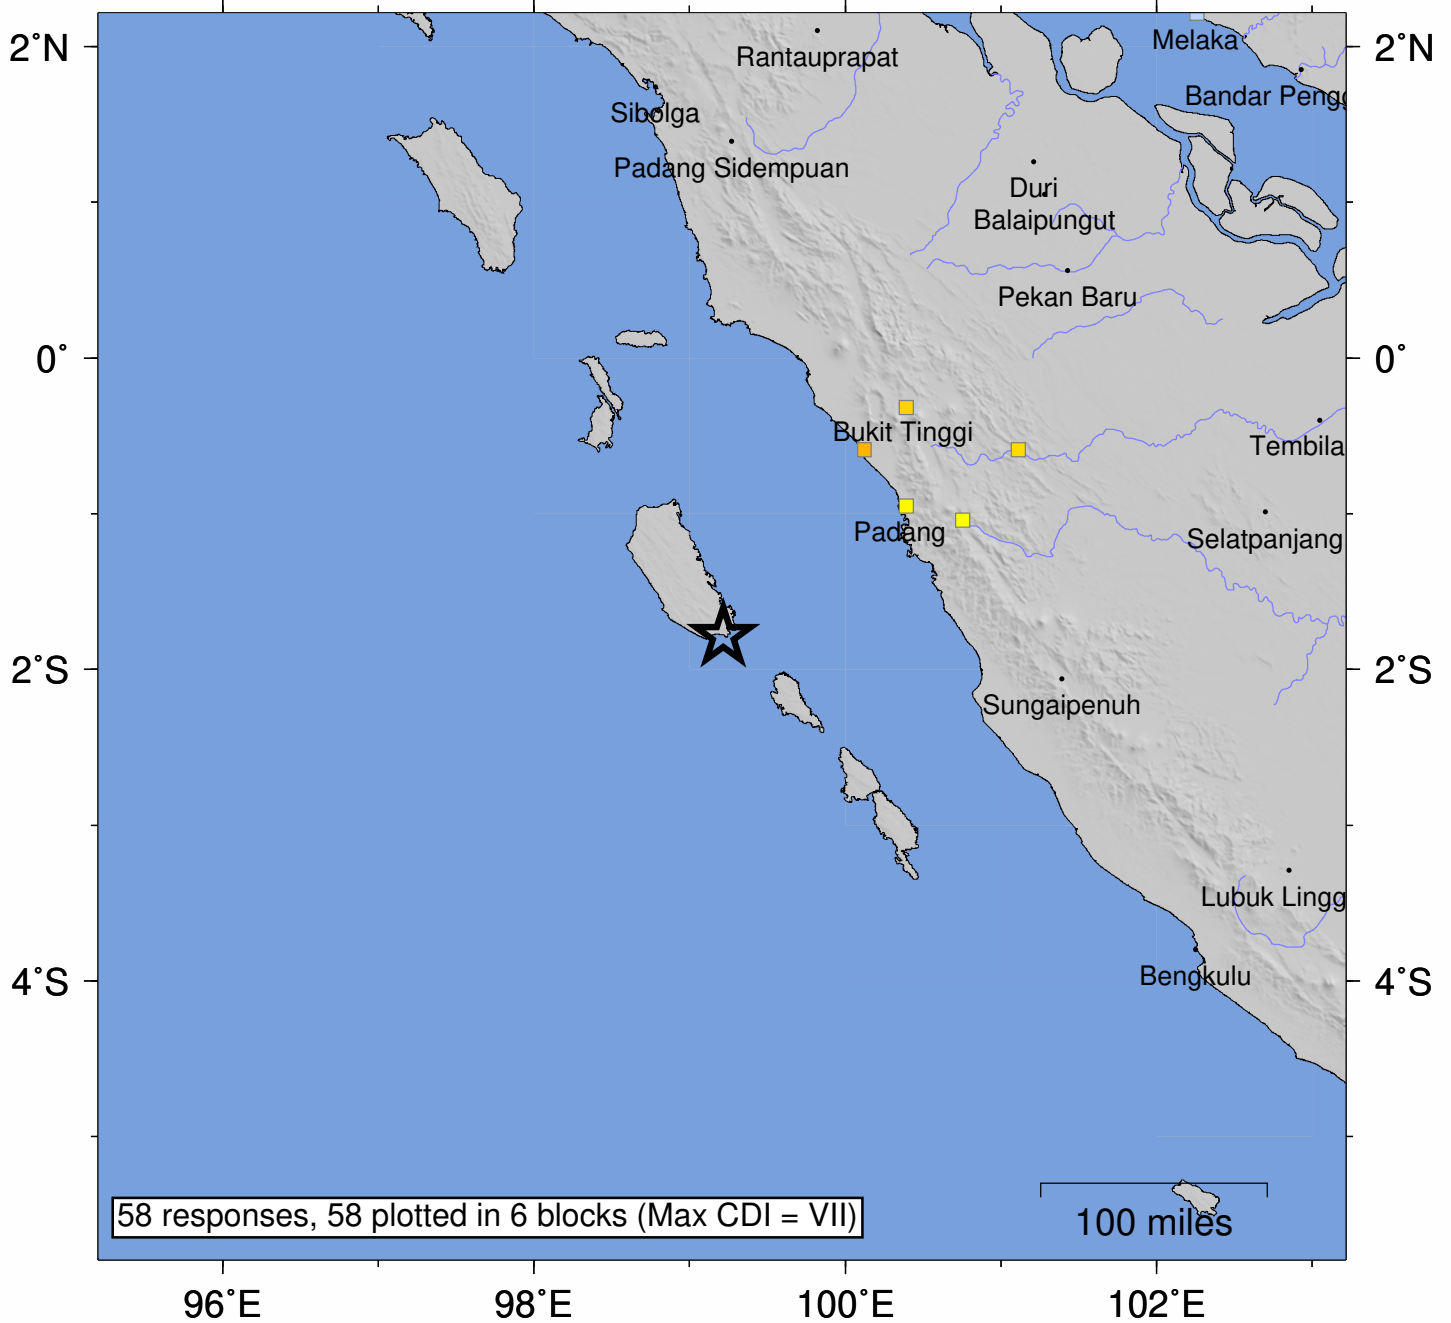 2˚N
2˚N
Melaka
Rantauprapat
Bandar Pengg
Sibolga
Padang Sidempuan
Duri
Balaipungut
Pekan Baru
0˚
0˚
Bukit Tinggi
Tembila
Padang
Selatpanjang
2˚S
2˚S
Sungaipenuh
Lubuk Lingg
4˚S
4˚S
Bengkulu
58 responses, 58 plotted in 6 blocks (Max CDI = VII)
100 miles
96˚E
98˚E
100˚E
102˚E